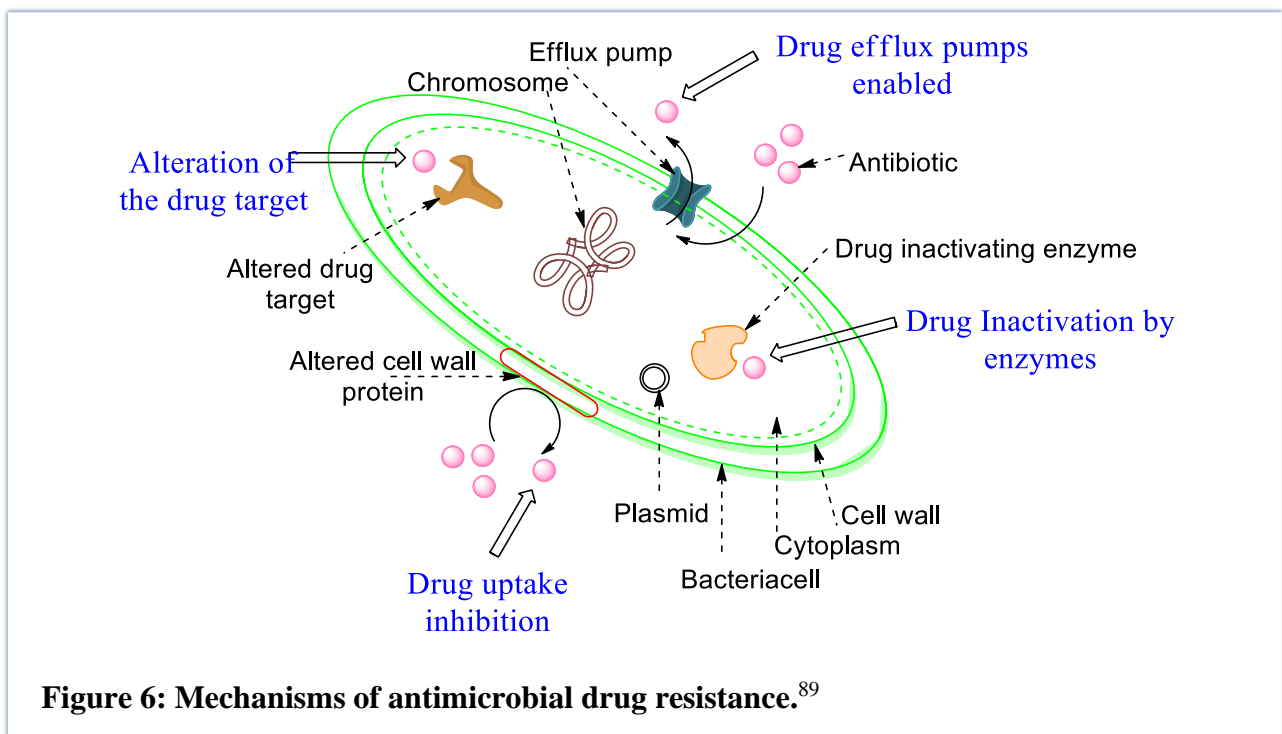 Efflux pump
Drug efflux pumps
enabled
Chromosome
Alteration of
the drug target
Antibiotic
Altered drug
target
Drug inactivating enzyme
Drug Inactivation by
enzymes
Altered cell wall
protein
Plasmid
Cell wall
Cytoplasm
Bacteriacell
Drug uptake
inhibition
Figure 6: Mechanisms of antimicrobial drug resistance.89